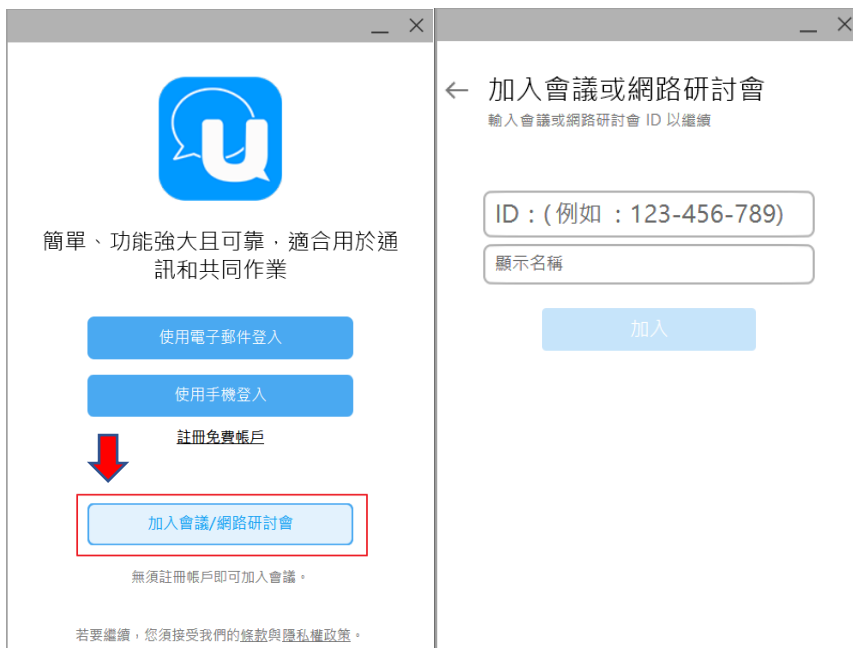 U
簡單、功能強大且可靠，適合用於通
訊和共同作業
使用電子郵件登入
使用手機登入
註冊免費帳戶
加入會議/網路研討會
無須註冊帳戶即可加入會議。
若要繼續，您須接受我們的條款與隱私權政策。
加入會議或網路研討會
輸入會議或網路研討會 ID 以繼續
ID：(例如：123-456-789)
顯示名稱
加入